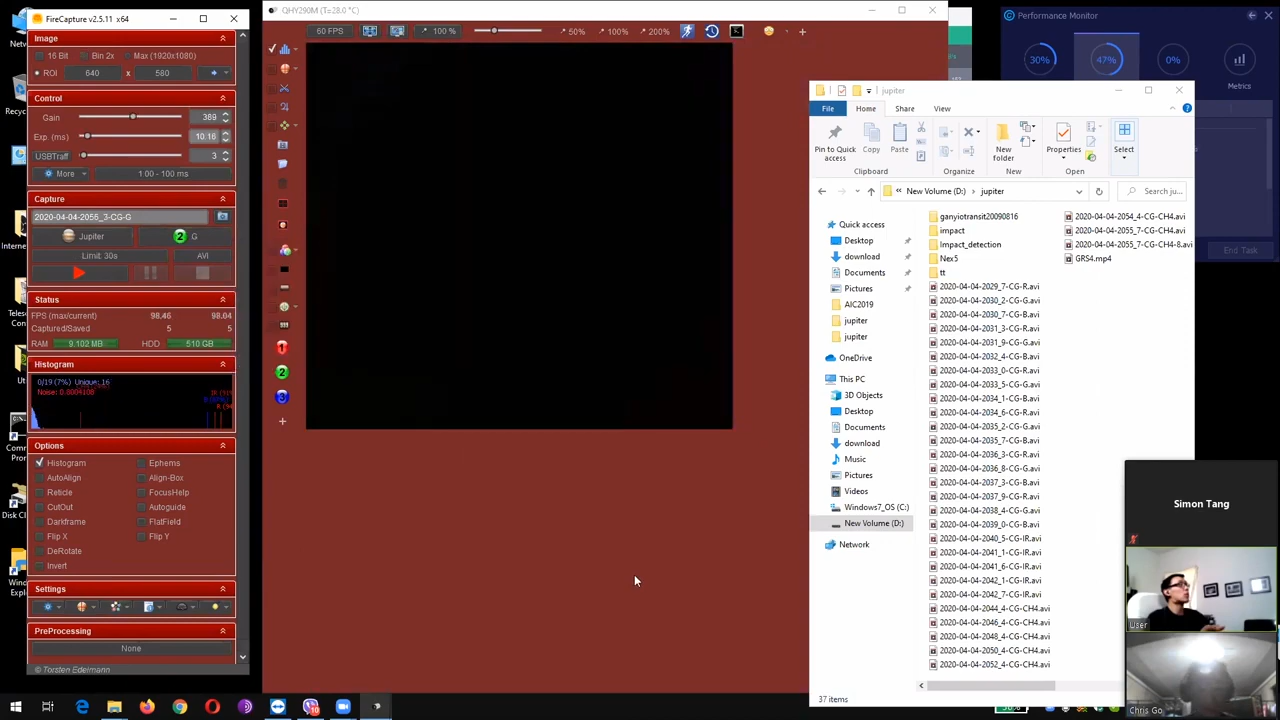 FireCapture v2.5.11 x64
Image
16 Bit
Bin 2x
Max (1920x1080)
ROI
640
x
580
Control
Gain
389
Exp. (ms)
10.16
USBTraff
3
More
1 00 - 100 ms
Capture
2020-04-04-2056_3-CG-G
Jupiter
2 G
Limit: 30s
AVI
Status
FPS (max/current) 98.46 98.04
Captured/Saved 5 5
RAM 9.102 MB HDD 510 GB
Histogram
0/19 (7%) Unique: 16
Noise: 0.8004108
Options
Histogram
Ephems
AutoAlign
Align-Box
Reticle
FocusHelp
CutOut
Autoguide
Darkframe
FlatField
Flip X
Flip Y
DeRotate
Invert
Settings
PreProcessing
None
© Torsten Edelmann
QHY290M (T=28.0 °C)
60 FPS
100 %
50%
100%
200%
1
2
3
Performance Monitor
30%
47%
0%
Metrics
End Task
jupiter
File
Home
Share
View
Pin to Quick access
Copy
Paste
Clipboard
Organize
New folder
New
Properties
Open
Select
« New Volume (D:) › jupiter
Search ju...
Quick access
Desktop
download
Documents
Pictures
AIC2019
jupiter
jupiter
OneDrive
This PC
3D Objects
Desktop
Documents
download
Music
Pictures
Videos
Windows7_OS (C:)
New Volume (D:)
Network
ganyiotransit20090816
impact
Impact_detection
Nex5
tt
2020-04-04-2029_7-CG-R.avi
2020-04-04-2030_2-CG-G.avi
2020-04-04-2030_7-CG-B.avi
2020-04-04-2031_3-CG-R.avi
2020-04-04-2031_9-CG-G.avi
2020-04-04-2032_4-CG-B.avi
2020-04-04-2033_0-CG-R.avi
2020-04-04-2033_5-CG-G.avi
2020-04-04-2034_1-CG-B.avi
2020-04-04-2034_6-CG-R.avi
2020-04-04-2035_2-CG-G.avi
2020-04-04-2035_7-CG-B.avi
2020-04-04-2036_3-CG-R.avi
2020-04-04-2036_8-CG-G.avi
2020-04-04-2037_3-CG-B.avi
2020-04-04-2037_9-CG-R.avi
2020-04-04-2038_4-CG-G.avi
2020-04-04-2039_0-CG-B.avi
2020-04-04-2040_5-CG-IR.avi
2020-04-04-2041_1-CG-IR.avi
2020-04-04-2041_6-CG-IR.avi
2020-04-04-2042_1-CG-IR.avi
2020-04-04-2042_7-CG-IR.avi
2020-04-04-2044_4-CG-CH4.avi
2020-04-04-2046_4-CG-CH4.avi
2020-04-04-2048_4-CG-CH4.avi
2020-04-04-2050_4-CG-CH4.avi
2020-04-04-2052_4-CG-CH4.avi
2020-04-04-2054_4-CG-CH4.avi
2020-04-04-2055_7-CG-CH4.avi
2020-04-04-2055_7-CG-CH4-8.avi
GRS4.mp4
37 items
Simon Tang
User
Chris Go